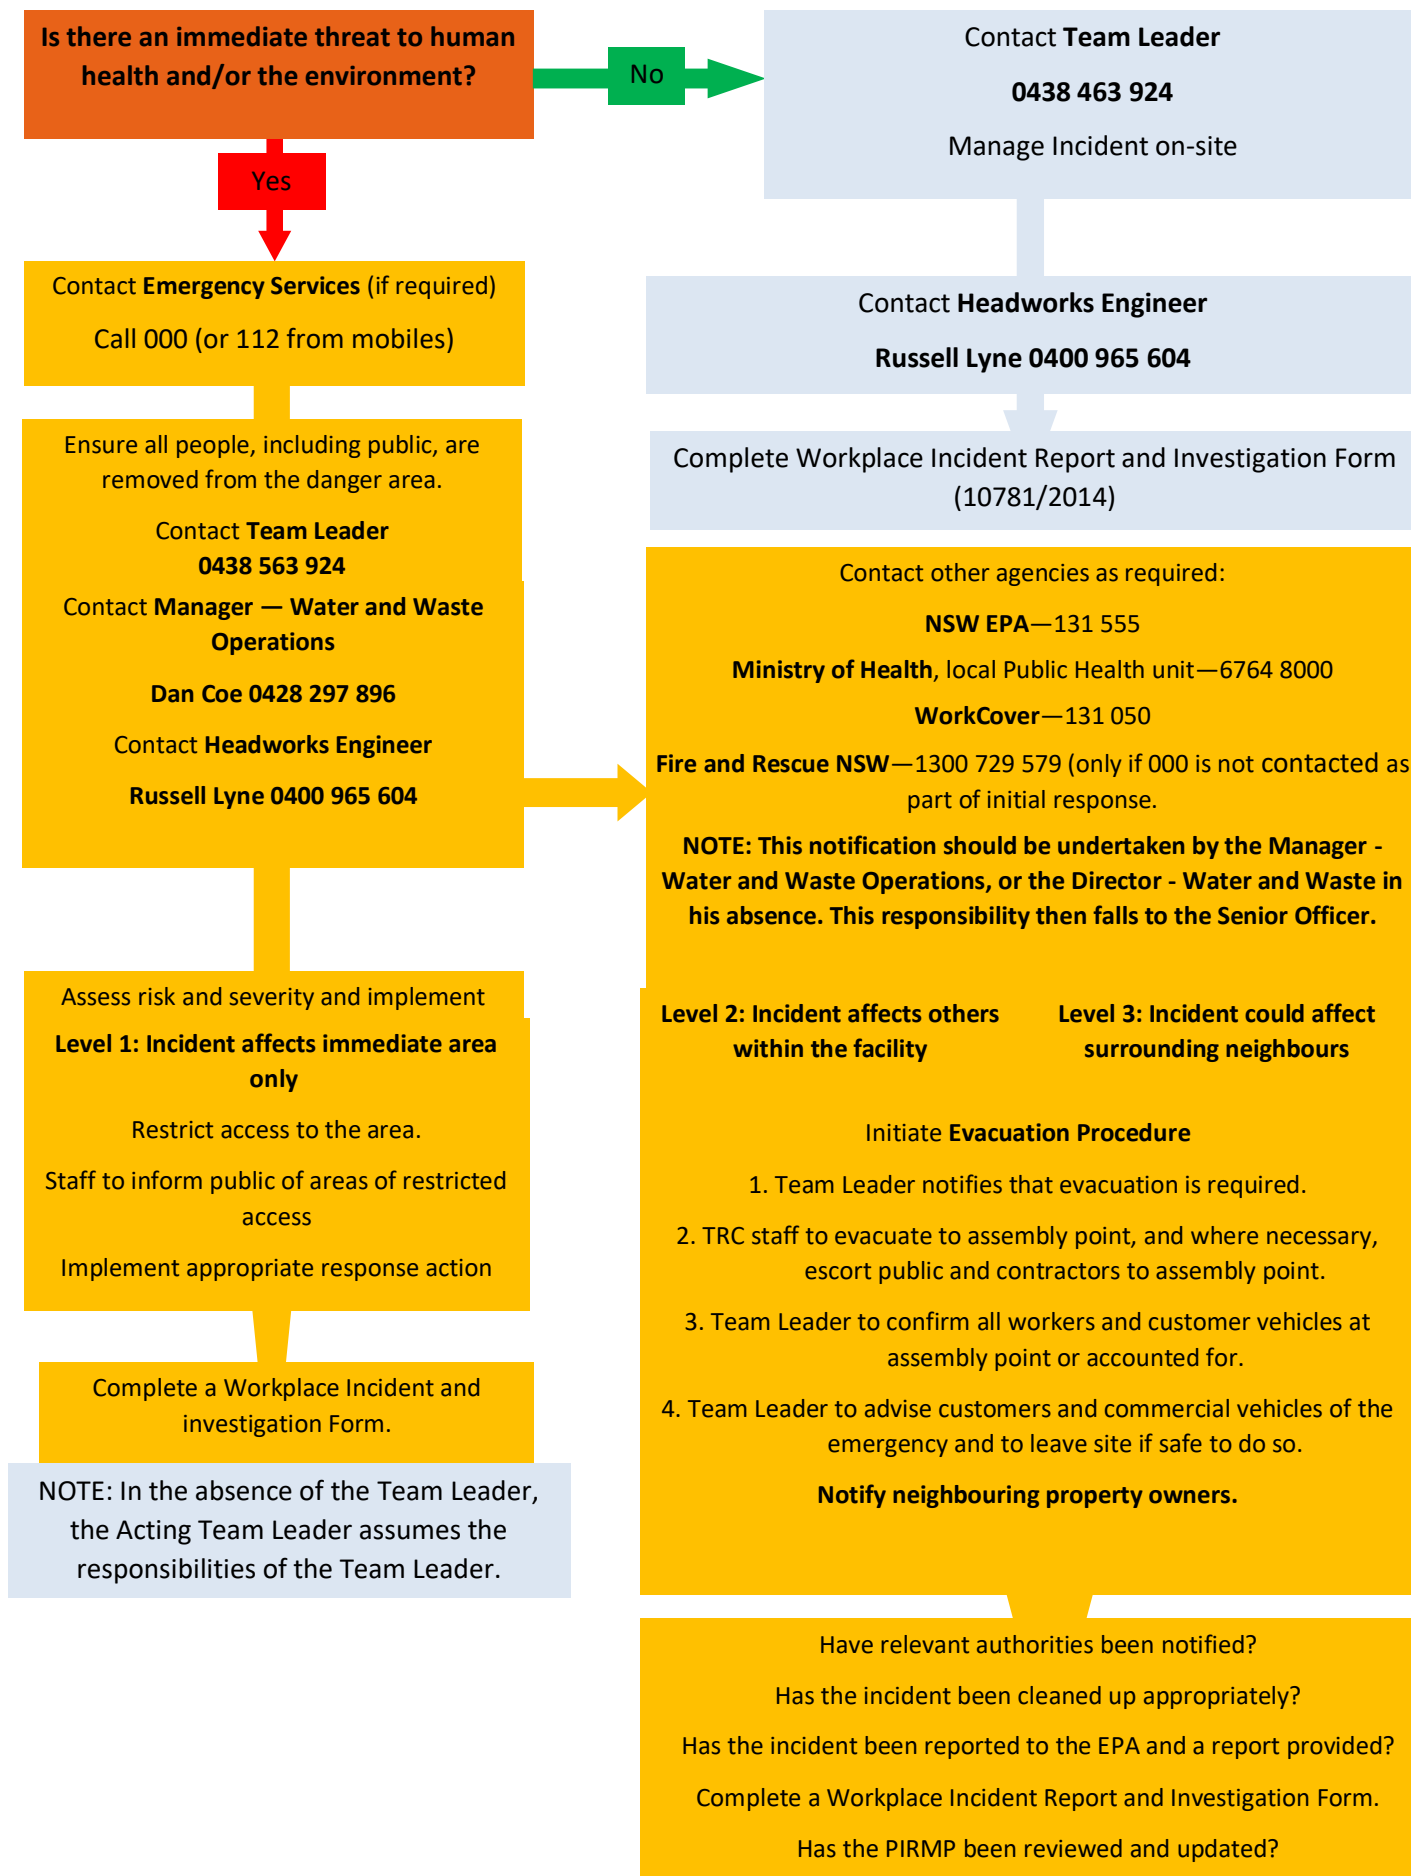 Is there an immediate threat to human
health and/or the environment?
No
Contact Team Leader
0438 463 924
Manage Incident on-site
Yes
Contact Emergency Services (if required)
Call 000 (or 112 from mobiles)
Contact Headworks Engineer
Russell Lyne 0400 965 604
Complete Workplace Incident Report and Investigation Form
(10781/2014)
Ensure all people, including public, are
removed from the danger area.
Contact Team Leader
0438 563 924
Contact Manager — Water and Waste
Operations
Dan Coe 0428 297 896
Contact Headworks Engineer
Russell Lyne 0400 965 604
Contact other agencies as required:
NSW EPA—131 555
Ministry of Health, local Public Health unit—6764 8000
WorkCover—131 050
Fire and Rescue NSW—1300 729 579 (only if 000 is not contacted as
part of initial response.
NOTE: This notification should be undertaken by the Manager -
Water and Waste Operations, or the Director - Water and Waste in
his absence. This responsibility then falls to the Senior Officer.
Assess risk and severity and implement
Level 1: Incident affects immediate area
only
Restrict access to the area.
Staff to inform public of areas of restricted
access
Implement appropriate response action
Complete a Workplace Incident and
investigation Form.
NOTE: In the absence of the Team Leader,
the Acting Team Leader assumes the
responsibilities of the Team Leader.
Level 2: Incident affects others
within the facility
Level 3: Incident could affect
surrounding neighbours
Initiate Evacuation Procedure
1. Team Leader notifies that evacuation is required.
2. TRC staff to evacuate to assembly point, and where necessary,
escort public and contractors to assembly point.
3. Team Leader to confirm all workers and customer vehicles at
assembly point or accounted for.
4. Team Leader to advise customers and commercial vehicles of the
emergency and to leave site if safe to do so.
Notify neighbouring property owners.
Have relevant authorities been notified?
Has the incident been cleaned up appropriately?
Has the incident been reported to the EPA and a report provided?
Complete a Workplace Incident Report and Investigation Form.
Has the PIRMP been reviewed and updated?